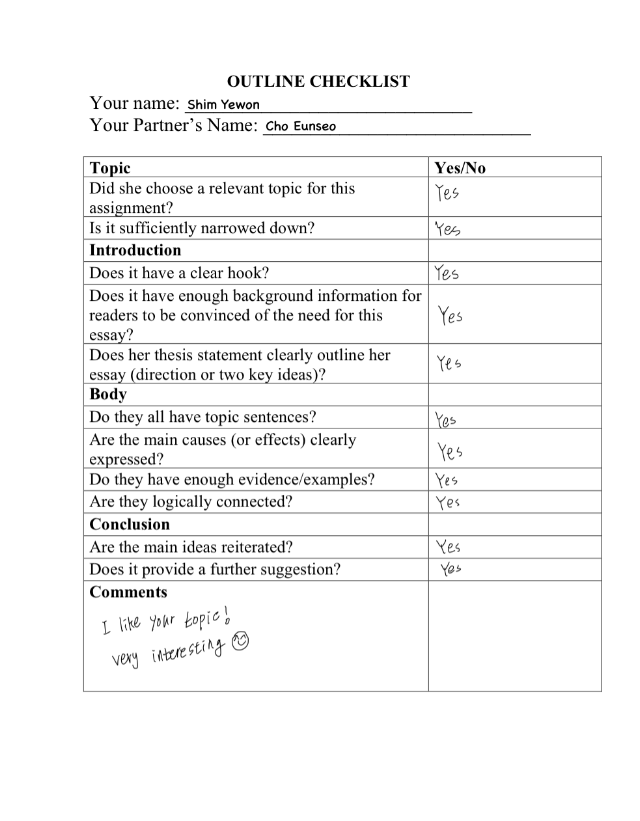 OUTLINE CHECKLIST
Your name: Shim Yewon
Your Partner's Name: Cho Eunseo
Topic Yes/No
Did she choose a relevant topic for this
assignment? Yes
Is it sufficiently narrowed down? Yes
Introduction
Does it have a clear hook? Yes
Does it have enough background information for
readers to be convinced of the need for this Yes
essay?
Does her thesis statement clearly outline her
essay (direction or two key ideas)? Yes
Body
Do they all have topic sentences? Yes
Are the main causes (or effects) clearly
expressed? Yes
Do they have enough evidence/examples? Yes
Are they logically connected? Yes
Conclusion
Are the main ideas reiterated? Yes
Does it provide a further suggestion? Yes
Comments
I like your topic!
very interesting